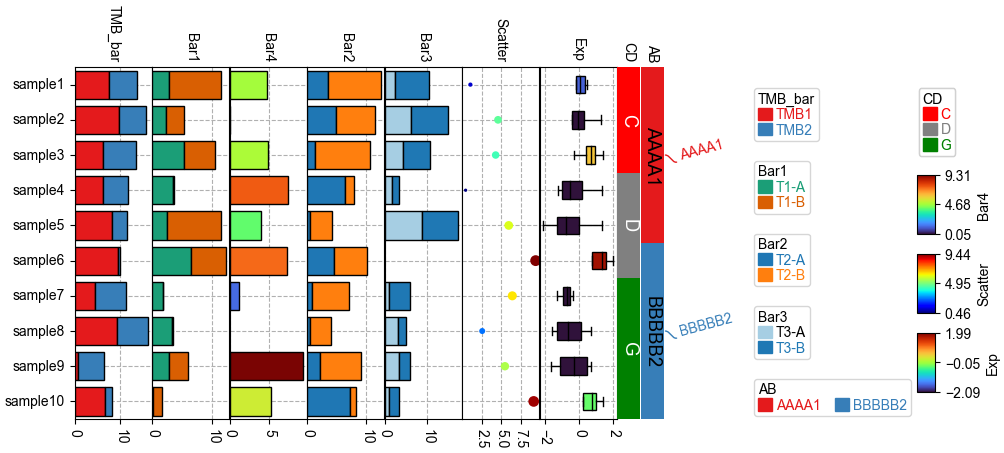 TMB_bar
Bar1
Bar4
Bar2
Bar3
Scatter
Exp
CD
AB
sample1
sample2
sample3
sample4
sample5
sample6
sample7
sample8
sample9
sample10
0 10
0 10
0 5
0 10
0 10
2.5 5.0 7.5
−2 0 2
C
D
G
AAAA1
BBBBB2
AAAA1
BBBBB2
TMB_bar
TMB1
TMB2
Bar1
T1-A
T1-B
Bar2
T2-A
T2-B
Bar3
T3-A
T3-B
AB
AAAA1 BBBBB2
CD
C
D
G
9.31
4.68
0.05
Bar4
9.44
4.95
0.46
Scatter
1.99
−0.05
−2.09
Exp